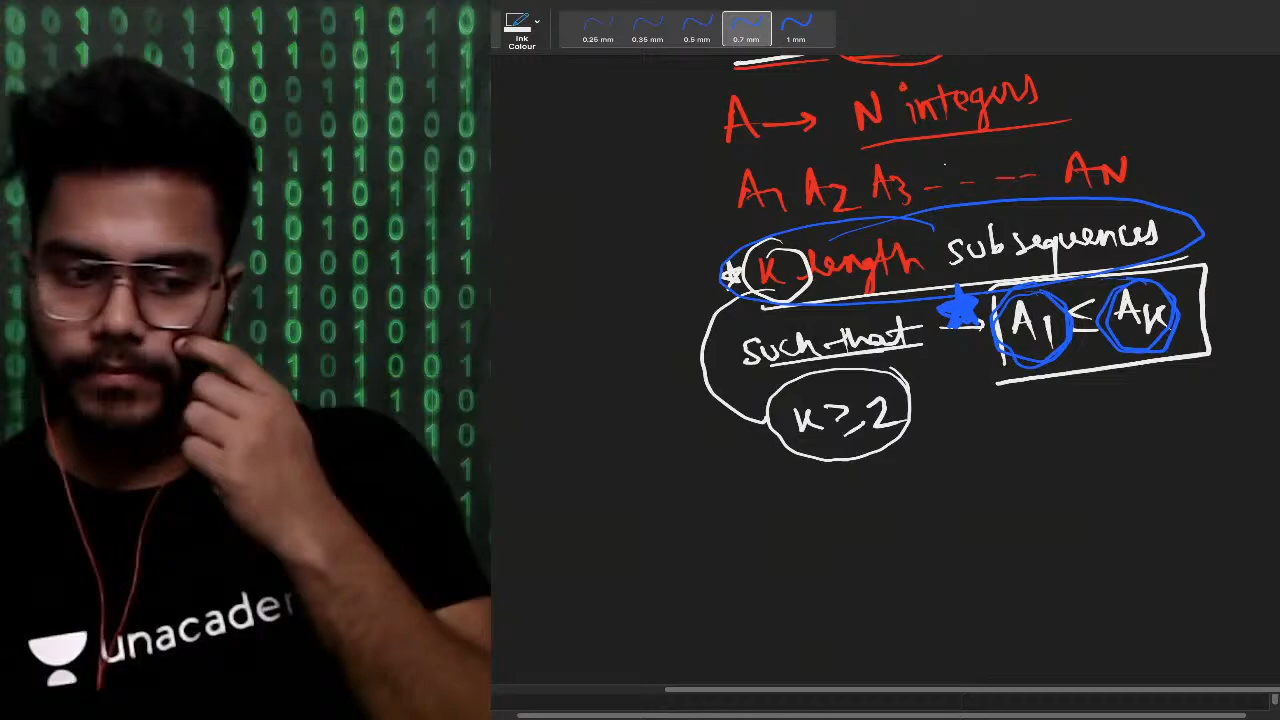 Ink
Colour
0.25 mm
0.35 mm
0.5 mm
0.7 mm
1 mm
A → N integers
A1 A2 A3 - - - - - AN
K-length subsequences
such-that → A1 ≤ AK
K ≥ 2
unacade